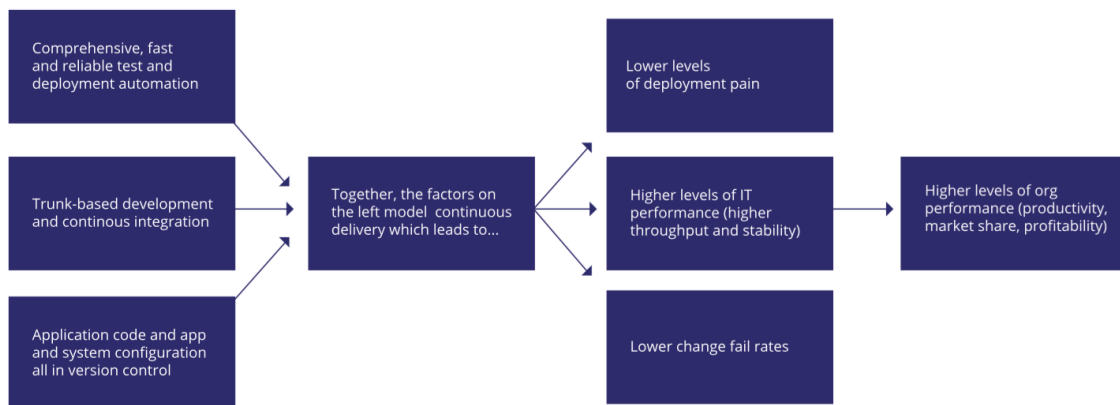 Comprehensive, fast
and reliable test and
deployment automation
Trunk-based development
and continous integration
Application code and app
and system configuration
all in version control
Together, the factors on
the left model continuous
delivery which leads to...
Lower levels
of deployment pain
Higher levels of IT
performance (higher
throughput and stability)
Lower change fail rates
Higher levels of org
performance (productivity,
market share, profitability)